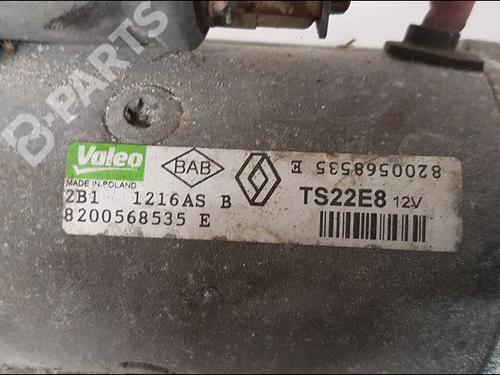 B-PARTS
Valeo
MADE IN POLAND
BAB
8200568535 E
2B1 1216AS B
TS22E8 12V
8200568535 E